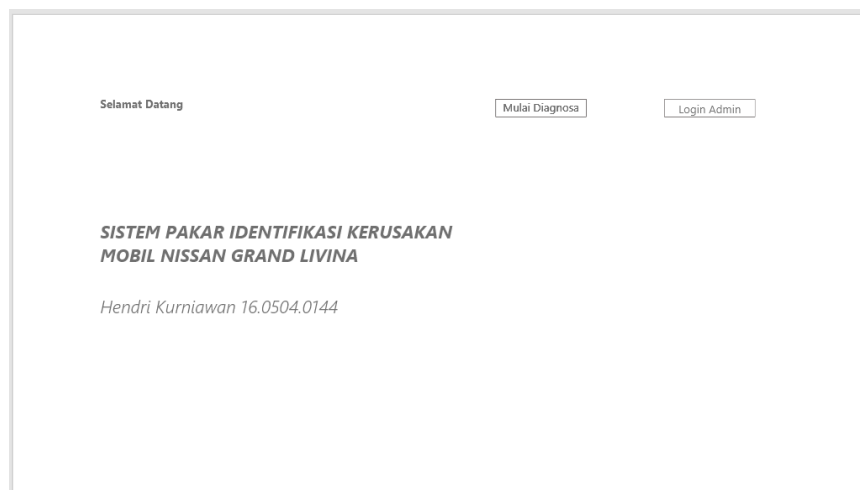 Selamat Datang
Mulai Diagnosa
Login Admin
SISTEM PAKAR IDENTIFIKASI KERUSAKAN
MOBIL NISSAN GRAND LIVINA
Hendri Kurniawan 16.0504.0144